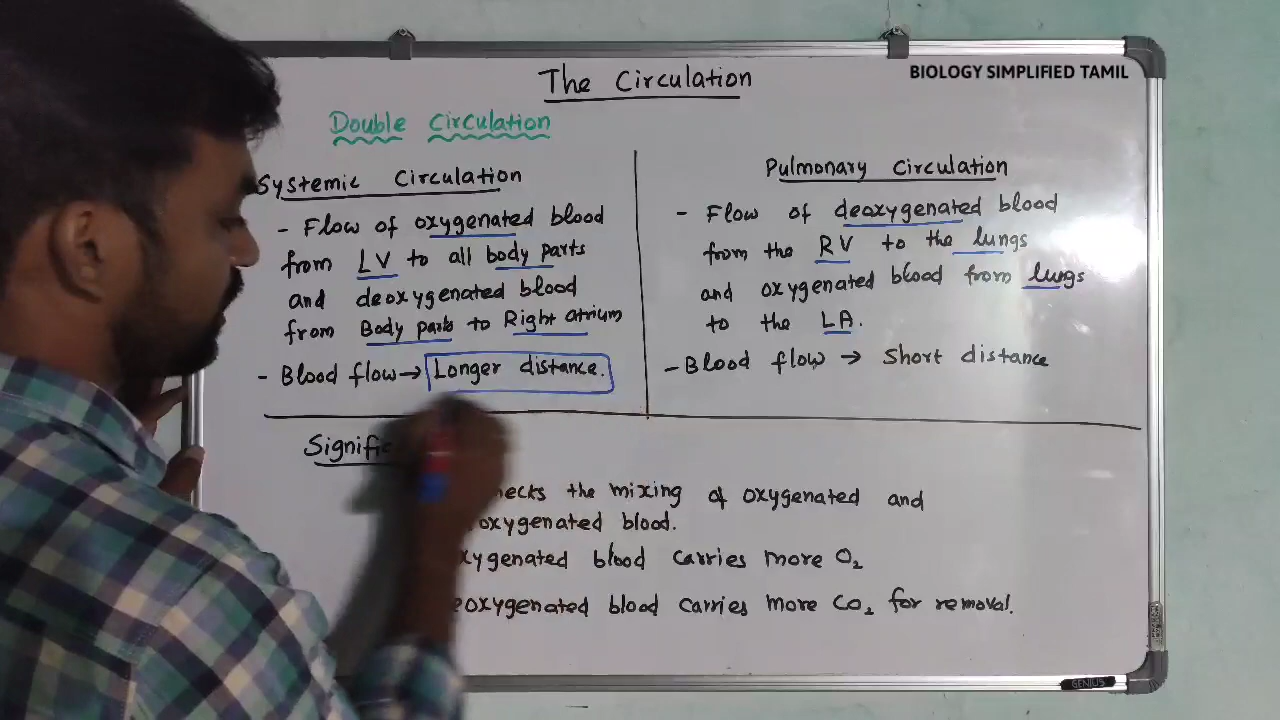 The Circulation
BIOLOGY SIMPLIFIED TAMIL
Double Circulation
Systemic Circulation
- Flow of oxygenated blood
from LV to all body parts
and deoxygenated blood
from Body parts to Right atrium
- Blood flow → Longer distance.
Pulmonary Circulation
- Flow of deoxygenated blood
from the RV to the lungs
and oxygenated blood from lungs
to the LA.
- Blood flow → Short distance
Signific
hecks the mixing of oxygenated and
oxygenated blood.
xygenated blood carries more O₂
eoxygenated blood carries more CO₂ for removal.
GENIUS